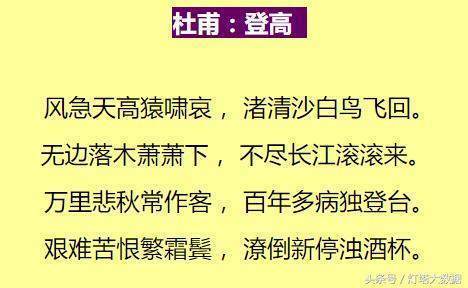 杜甫：登高
风急天高猿啸哀，渚清沙白鸟飞回。
无边落木萧萧下，不尽长江滚滚来。
万里悲秋常作客，百年多病独登台。
艰难苦恨繁霜鬓，潦倒新停浊酒杯。
头条号 / 灯塔大数据